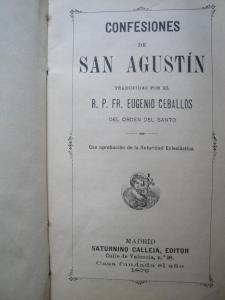 CONFESIONES
DE
SAN AGUSTÍN
TRADUCIDAS POR EL
R. P. FR. EUGENIO CEBALLOS
DEL ORDEN DEL SANTO
Con aprobación de la Autoridad Eclesiástica.
MADRID
SATURNINO CALLEJA, EDITOR
Calle de Valencia, n.º 28.
Casa fundada el año
1876